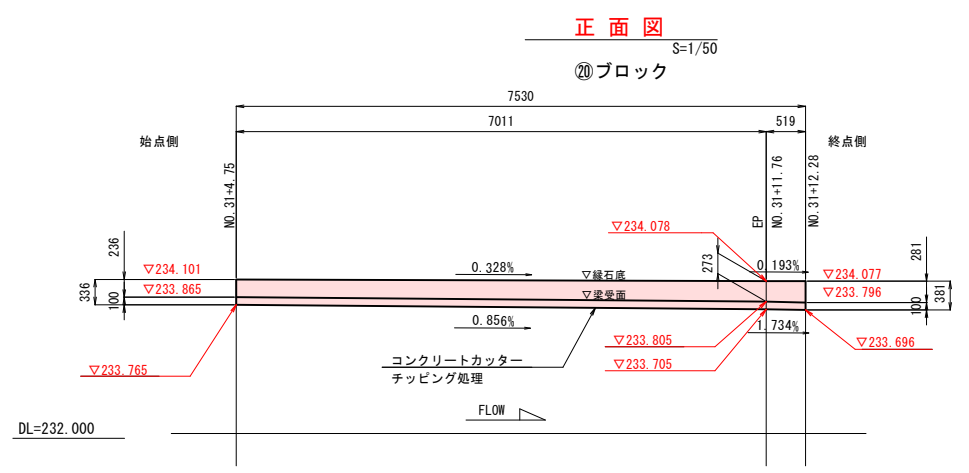 正面図
S=1/50
⑳ブロック
7530
7011
519
始点側
終点側
NO.31+4.75
EP
NO.31+11.76
NO.31+12.28
▽234.078
236
273
281
0.193%
▽234.101
0.328%
▽縁石底
▽234.077
336
▽233.865
▽梁受面
▽233.796
381
100
100
0.856%
1.734%
▽233.805
▽233.696
コンクリートカッター
チッピング処理
▽233.705
▽233.765
FLOW
DL=232.000